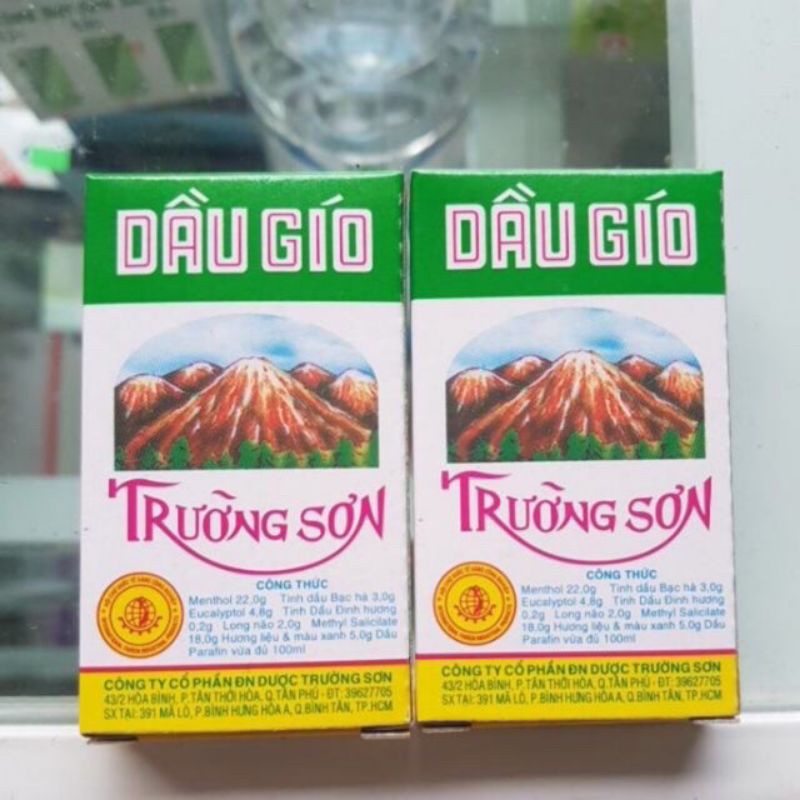 DẦU GIÓ
TRƯỜNG SƠN
CÔNG THỨC
Menthol 22,0g Tinh dầu Bạc hà 3,0g
Eucalyptol 4,8g Tinh Dầu Đinh hương
0,2g Long não 2,0g Methyl Salicilate
18,0g Hương liệu & màu xanh 5,0g Dầu
Parafin vừa đủ 100ml
CÔNG TY CỔ PHẦN ĐN DƯỢC TRƯỜNG SƠN
43/2 HÒA BÌNH, P.TÂN THỚI HÒA, Q.TÂN PHÚ - ĐT: 39627705
SX TẠI: 391 MÃ LÒ, P.BÌNH HƯNG HÒA A, Q.BÌNH TÂN, TP.HCM
DẦU GIÓ
TRƯỜNG SƠN
CÔNG THỨC
Menthol 22,0g Tinh dầu Bạc hà 3,0g
Eucalyptol 4,8g Tinh Dầu Đinh hương
0,2g Long não 2,0g Methyl Salicilate
18,0g Hương liệu & màu xanh 5,0g Dầu
Parafin vừa đủ 100ml
CÔNG TY CỔ PHẦN ĐN DƯỢC TRƯỜNG SƠN
43/2 HÒA BÌNH, P.TÂN THỚI HÒA, Q.TÂN PHÚ - ĐT: 39627705
SX TẠI: 391 MÃ LÒ, P.BÌNH HƯNG HÒA A, Q.BÌNH TÂN, TP.HCM